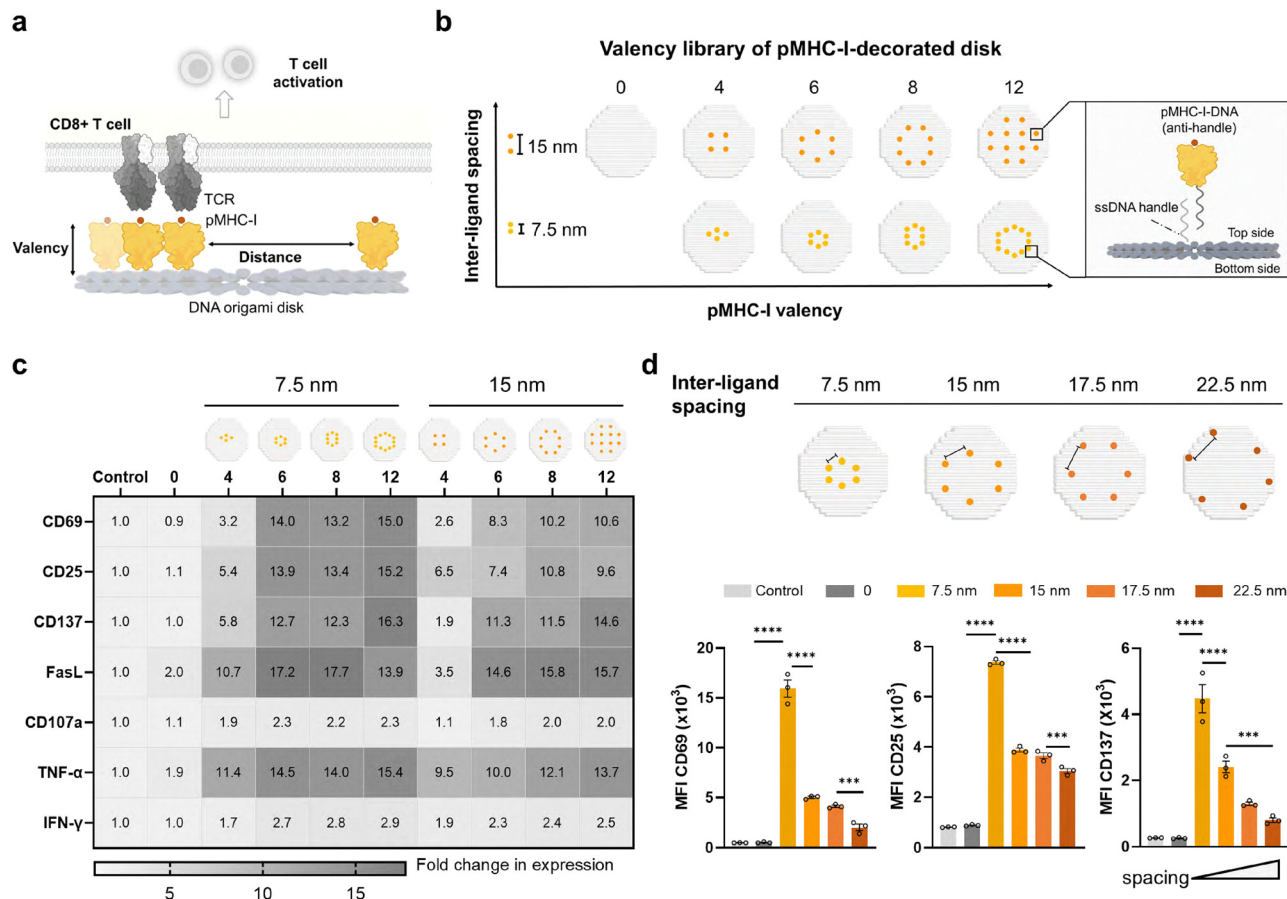 a
T cell
activation
CD8+ T cell
TCR
pMHC-I
Valency
Distance
DNA origami disk
b
Valency library of pMHC-I-decorated disk
0 4 6 8 12
Inter-ligand spacing
15 nm
7.5 nm
pMHC-I valency
pMHC-I-DNA
(anti-handle)
ssDNA handle
Top side
Bottom side
c
7.5 nm 15 nm
Control 0 4 6 8 12 4 6 8 12
CD69 1.0 0.9 3.2 14.0 13.2 15.0 2.6 8.3 10.2 10.6
CD25 1.0 1.1 5.4 13.9 13.4 15.2 6.5 7.4 10.8 9.6
CD137 1.0 1.0 5.8 12.7 12.3 16.3 1.9 11.3 11.5 14.6
FasL 1.0 2.0 10.7 17.2 17.7 13.9 3.5 14.6 15.8 15.7
CD107a 1.0 1.1 1.9 2.3 2.2 2.3 1.1 1.8 2.0 2.0
TNF-α 1.0 1.9 11.4 14.5 14.0 15.4 9.5 10.0 12.1 13.7
IFN-γ 1.0 1.0 1.7 2.7 2.8 2.9 1.9 2.3 2.4 2.5
Fold change in expression
5 10 15
d
Inter-ligand
spacing
7.5 nm 15 nm 17.5 nm 22.5 nm
Control 0 7.5 nm 15 nm 17.5 nm 22.5 nm
MFI CD69 (x10³)
20
15
10
5
0
**** **** ***
MFI CD25 (x10³)
8
6
4
2
0
**** **** ***
MFI CD137 (X10³)
6
4
2
0
**** **** ***
spacing